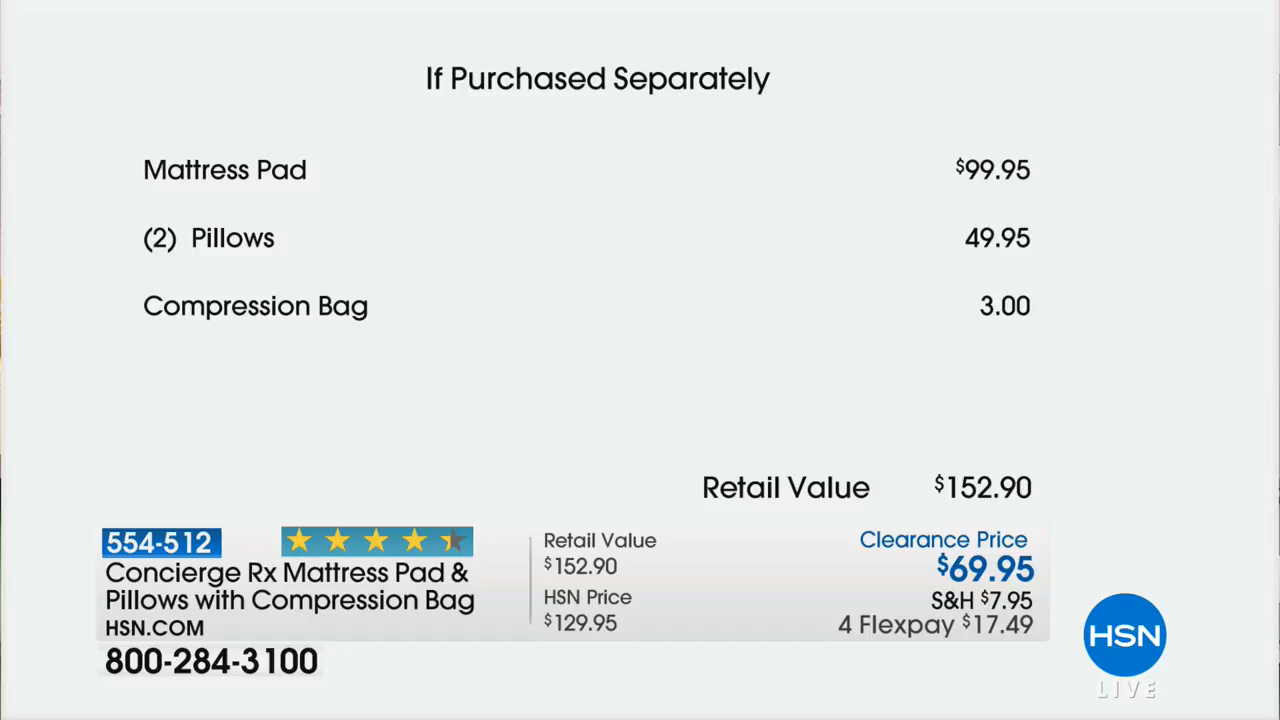 If Purchased Separately
Mattress Pad $99.95
(2) Pillows 49.95
Compression Bag 3.00
Retail Value $152.90
554-512
Concierge Rx Mattress Pad &
Pillows with Compression Bag
HSN.COM
800-284-3100
Retail Value
$152.90
HSN Price
$129.95
Clearance Price
$69.95
S&H $7.95
4 Flexpay $17.49
HSN
LIVE